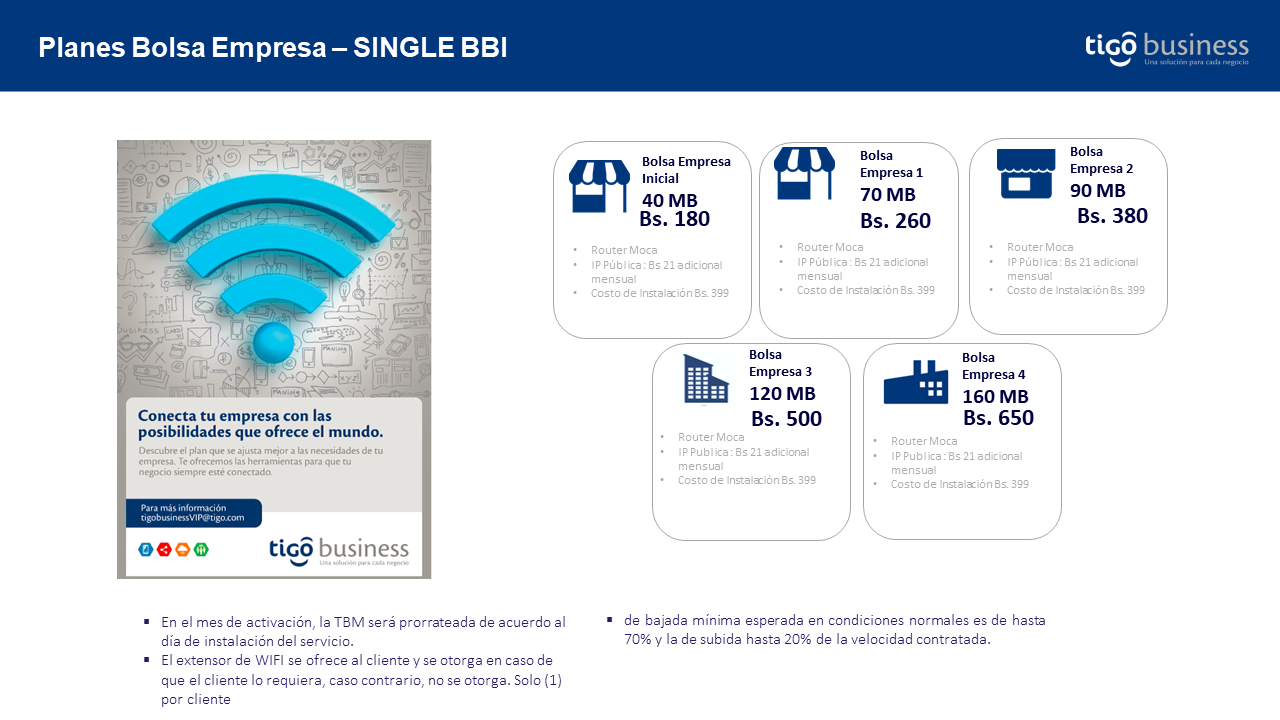 Planes Bolsa Empresa – SINGLE BBI
tigo business
Una solución para cada negocio
Conecta tu empresa con las
posibilidades que ofrece el mundo.
Descubre el plan que se ajusta mejor a las necesidades de tu
empresa. Te ofrecemos las herramientas para que tu
negocio siempre esté conectado.
Para más información
tigobusinessVIP@tigo.com
tigo business
Una solución para cada negocio
Bolsa Empresa
Inicial
40 MB
Bs. 180
• Router Moca
• IP Pública: Bs 21 adicional
mensual
• Costo de Instalación Bs. 399
Bolsa
Empresa 1
70 MB
Bs. 260
• Router Moca
• IP Pública: Bs 21 adicional
mensual
• Costo de Instalación Bs. 399
Bolsa
Empresa 2
90 MB
Bs. 380
• Router Moca
• IP Pública: Bs 21 adicional
mensual
• Costo de Instalación Bs. 399
Bolsa
Empresa 3
120 MB
Bs. 500
• Router Moca
• IP Publica: Bs 21 adicional
mensual
• Costo de Instalación Bs. 399
Bolsa
Empresa 4
160 MB
Bs. 650
• Router Moca
• IP Publica: Bs 21 adicional
mensual
• Costo de Instalación Bs. 399
▪ En el mes de activación, la TBM será prorrateada de acuerdo al
día de instalación del servicio.
▪ El extensor de WIFI se ofrece al cliente y se otorga en caso de
que el cliente lo requiera, caso contrario, no se otorga. Solo (1)
por cliente
▪ de bajada mínima esperada en condiciones normales es de hasta
70% y la de subida hasta 20% de la velocidad contratada.